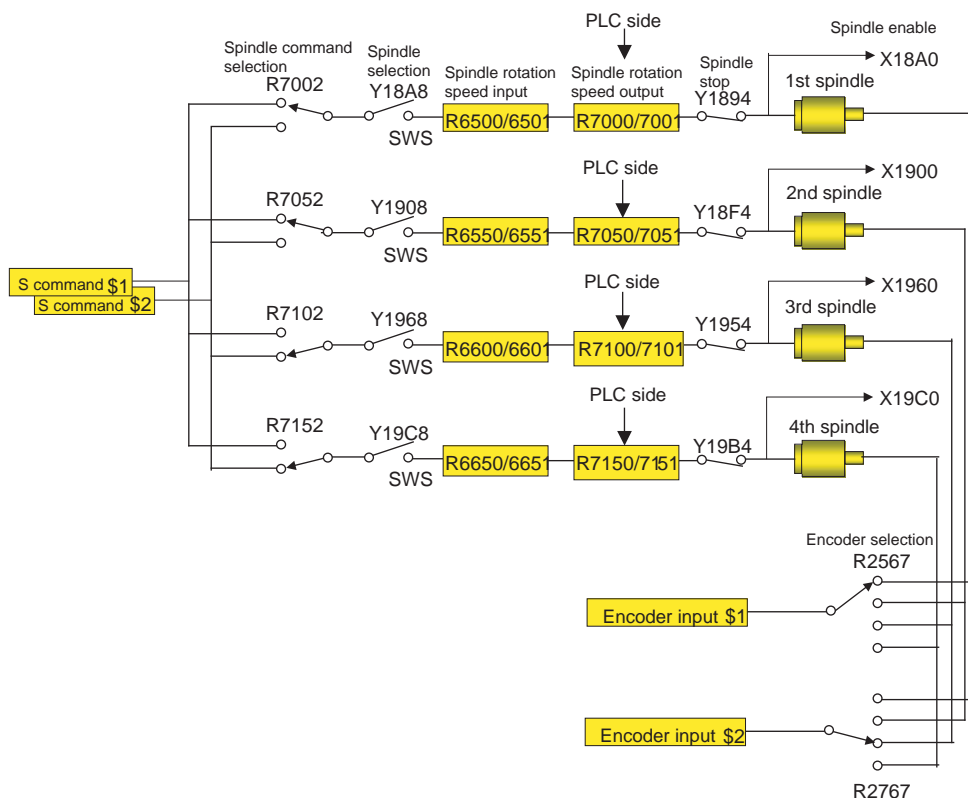 PLC side
Spindle enable
Spindle command
selection
Spindle
selection
Spindle rotation
speed input
Spindle rotation
speed output
Spindle
stop
X18A0
R7002
Y18A8
SWS
R6500/6501
R7000/7001
Y1894
1st spindle
PLC side
X1900
R7052
Y1908
SWS
R6550/6551
R7050/7051
Y18F4
2nd spindle
S command $1
S command $2
PLC side
X1960
R7102
Y1968
SWS
R6600/6601
R7100/7101
Y1954
3rd spindle
PLC side
X19C0
R7152
Y19C8
SWS
R6650/6651
R7150/7151
Y19B4
4th spindle
Encoder selection
R2567
Encoder input $1
Encoder input $2
R2767